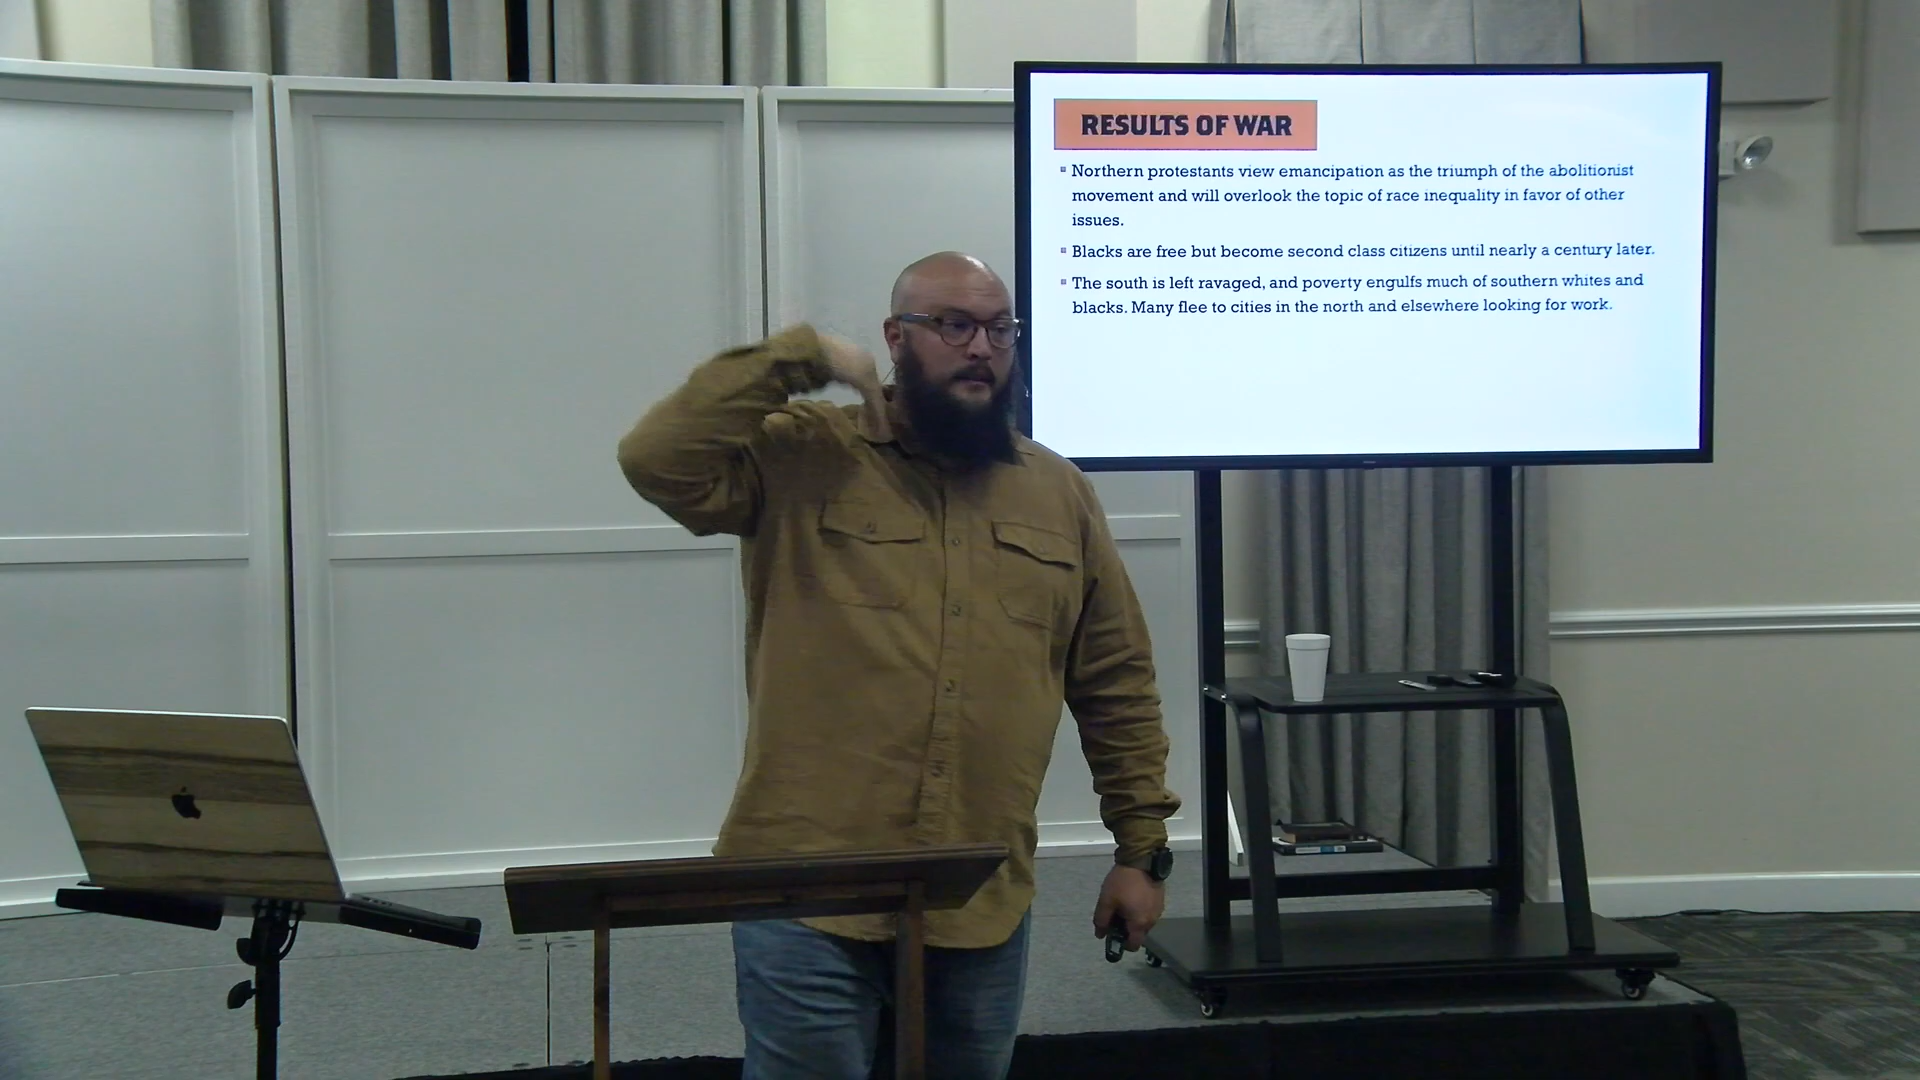 RESULTS OF WAR
▪ Northern protestants view emancipation as the triumph of the abolitionist
movement and will overlook the topic of race inequality in favor of other
issues.
▪ Blacks are free but become second class citizens until nearly a century later.
▪ The south is left ravaged, and poverty engulfs much of southern whites and
blacks. Many flee to cities in the north and elsewhere looking for work.